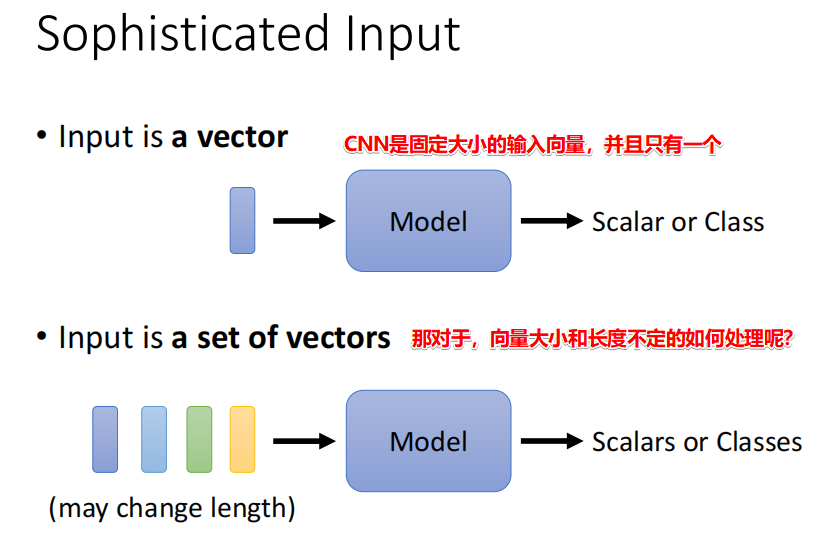 Sophisticated Input
• Input is a vector
CNN是固定大小的输入向量，并且只有一个
Model
Scalar or Class
• Input is a set of vectors
那对于，向量大小和长度不定的如何处理呢?
Model
Scalars or Classes
(may change length)